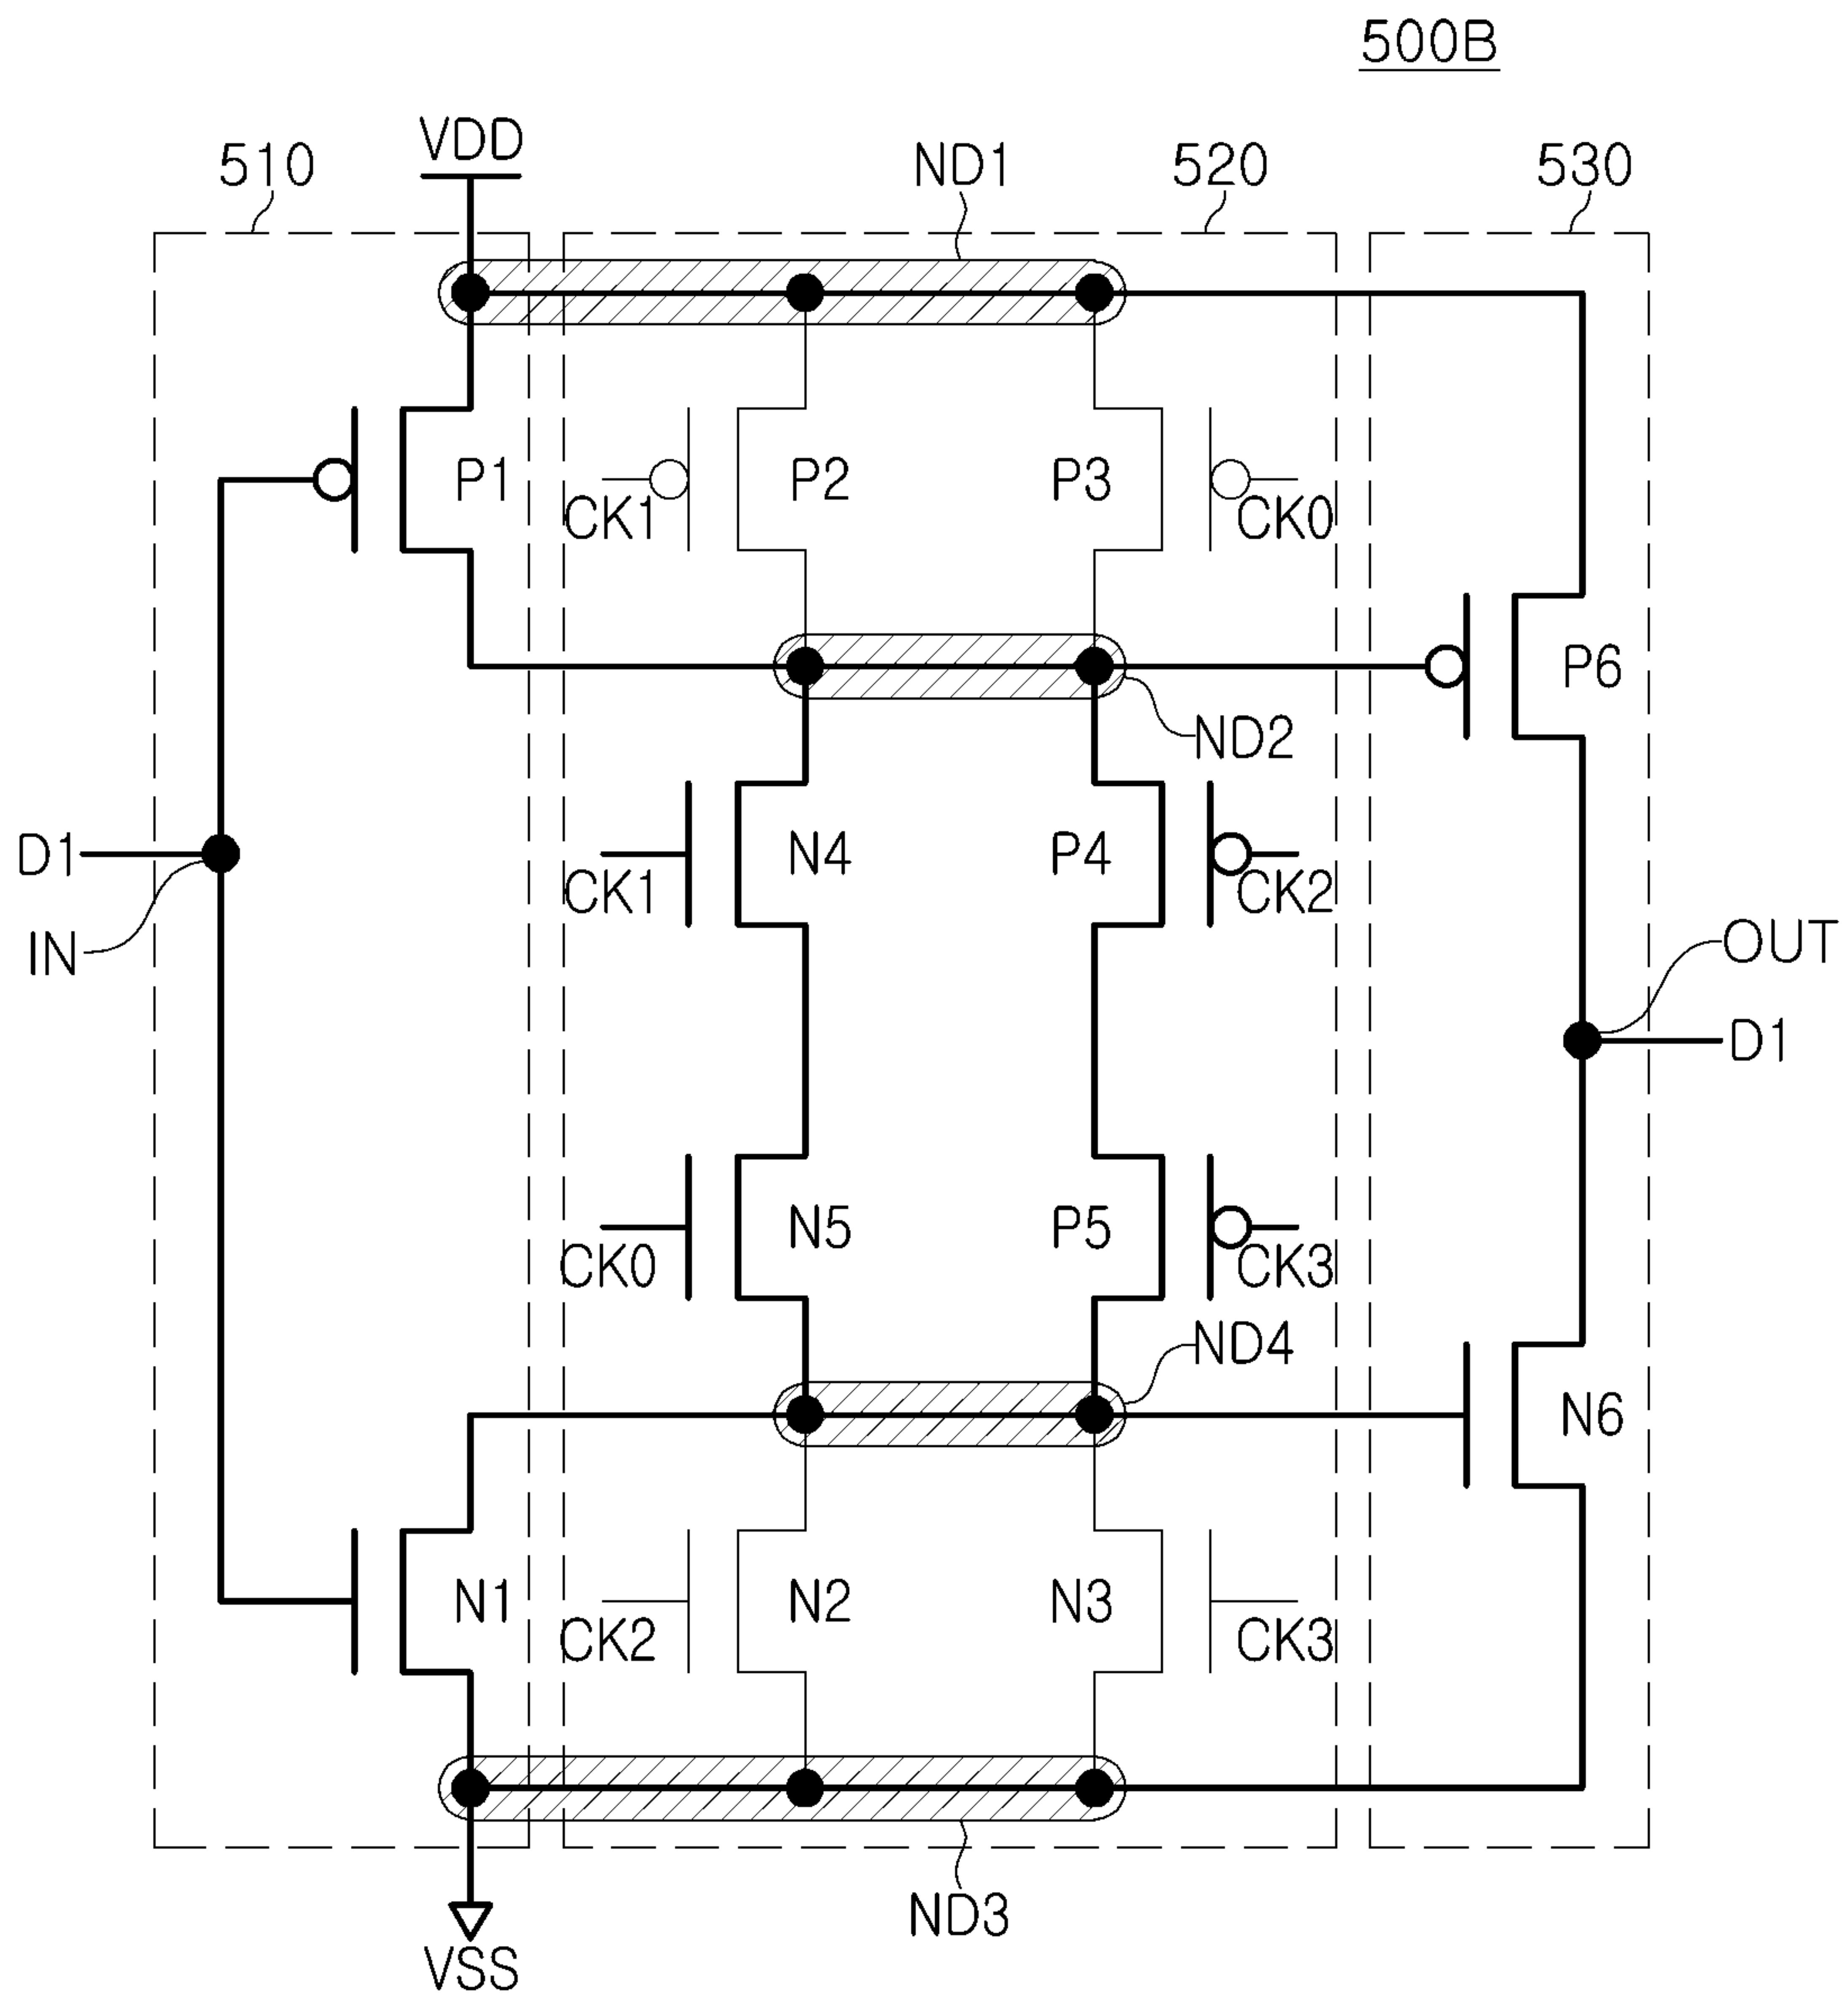 500B
VDD
510
ND1
520
530
P1
P2
P3
CK1
CK0
P6
ND2
D1
N4
P4
CK1
CK2
IN
OUT
D1
N5
P5
CK0
CK3
ND4
N6
N1
N2
N3
CK2
CK3
ND3
VSS